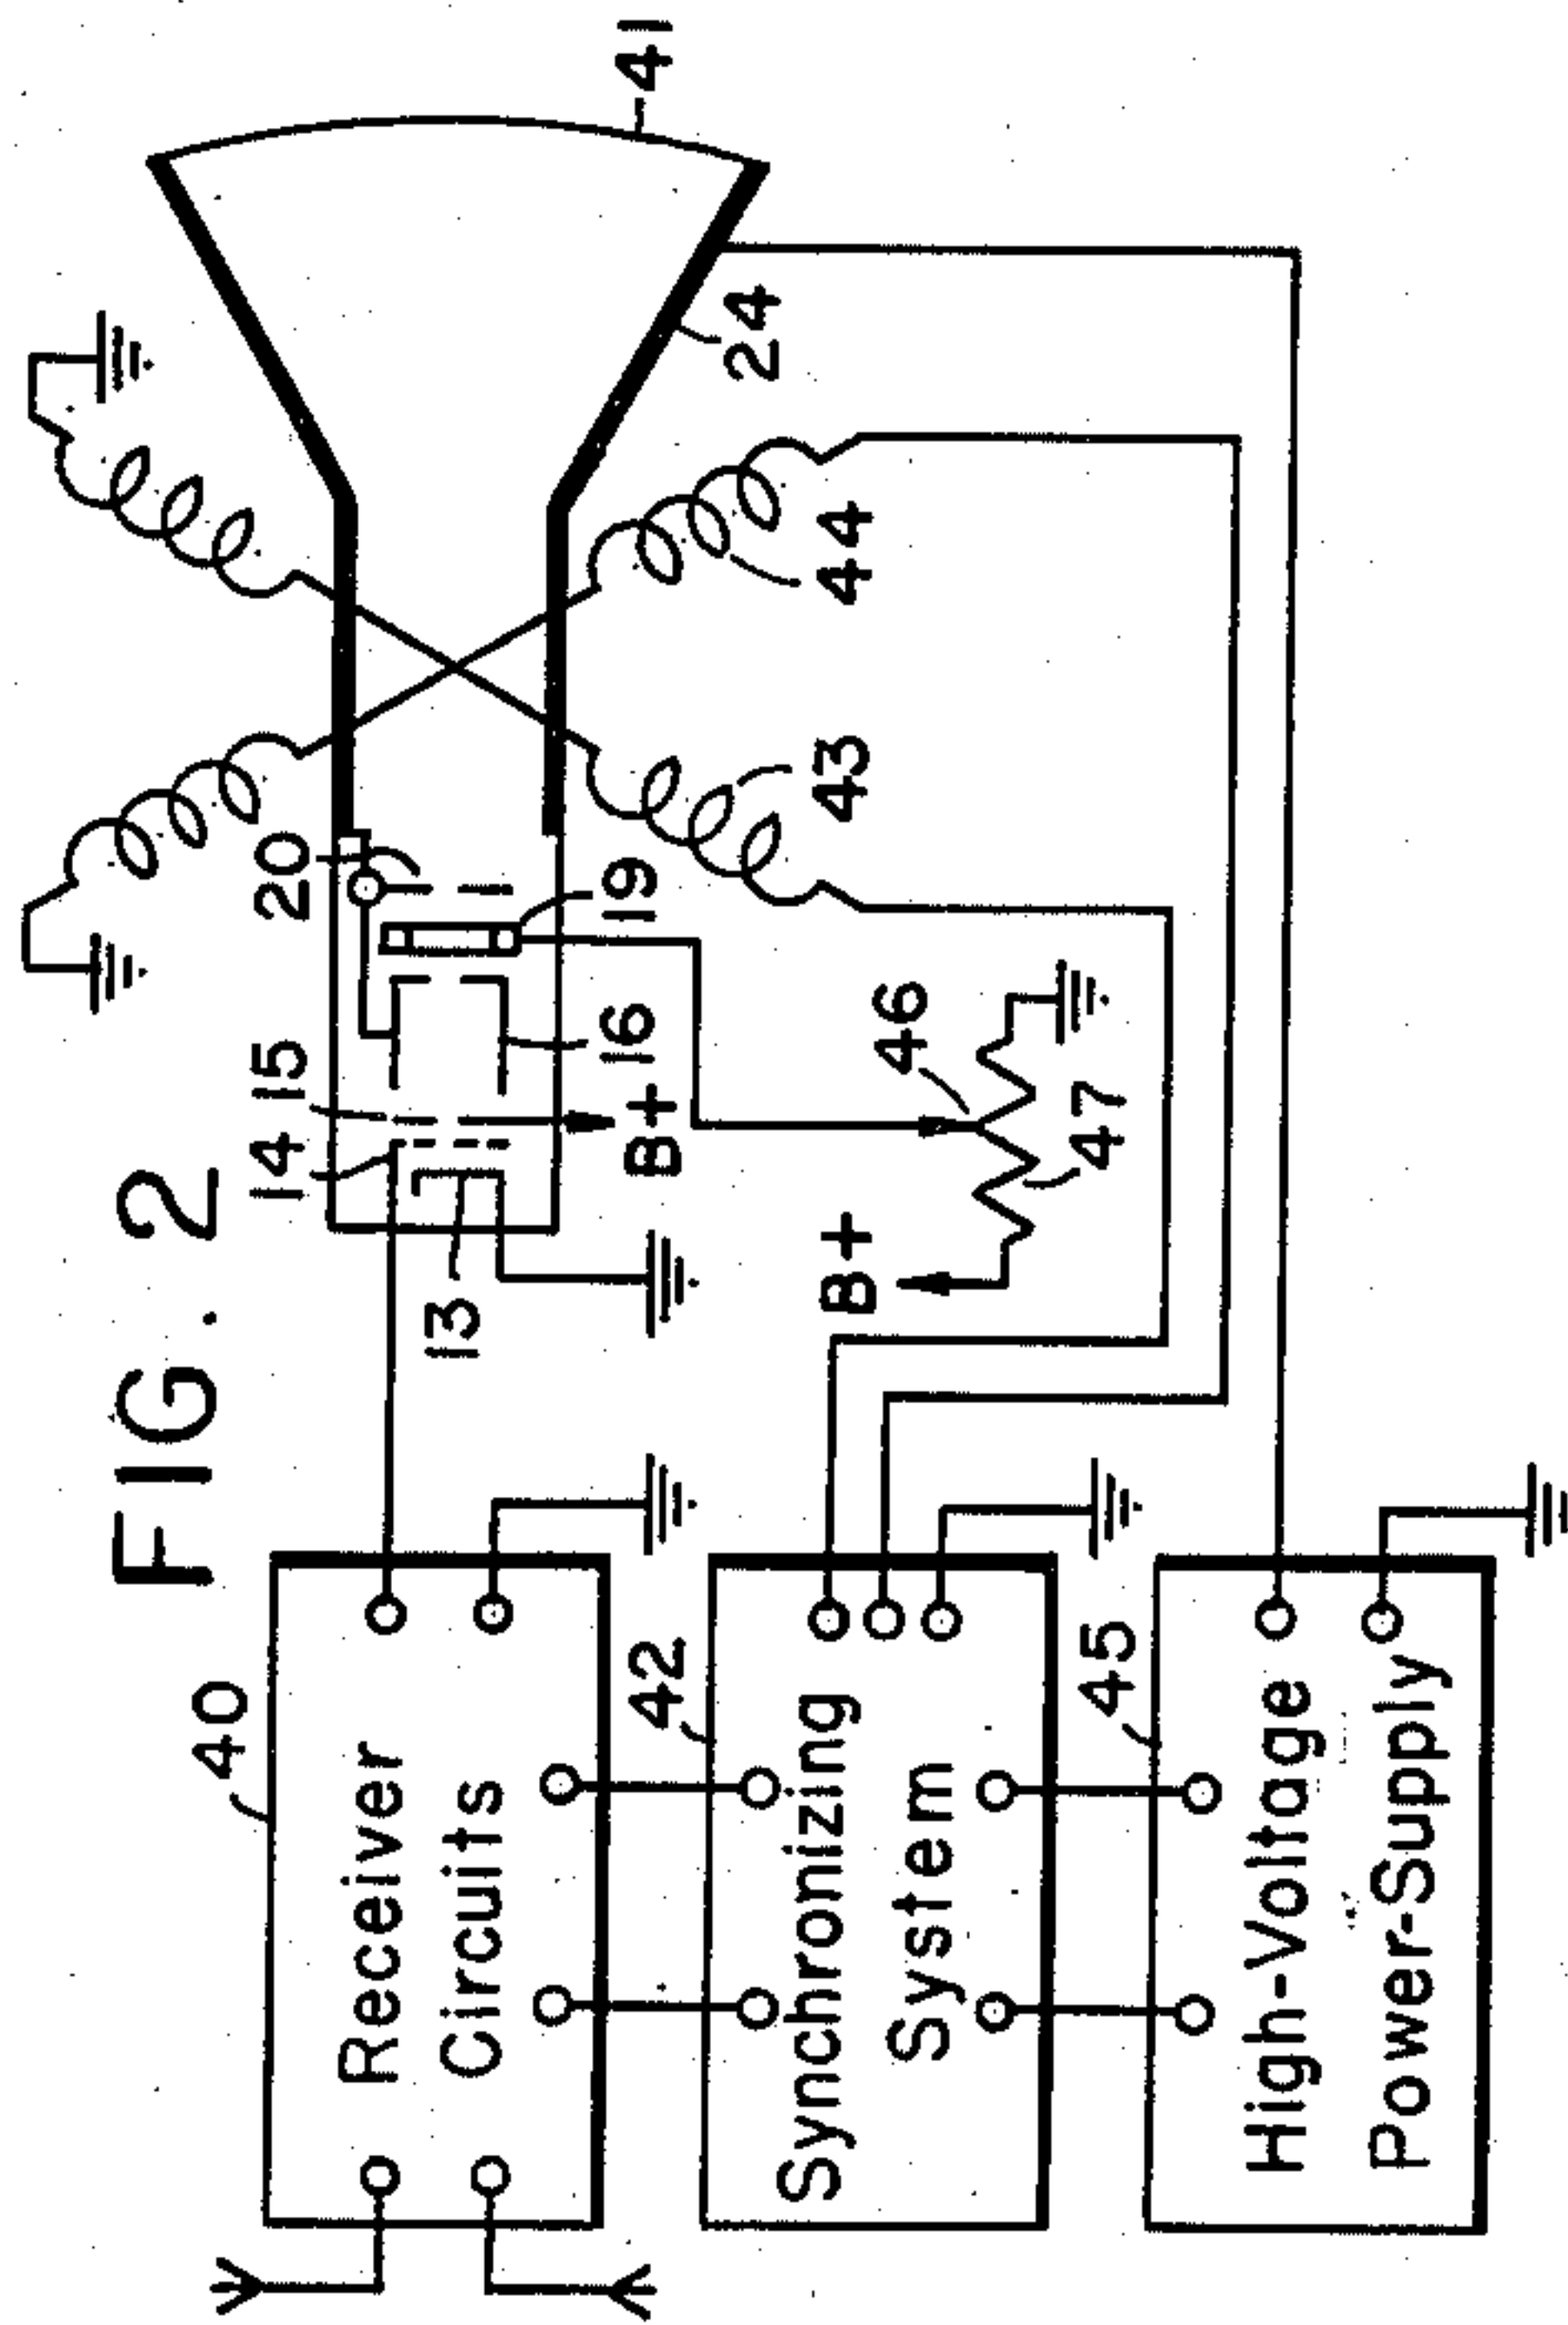 FIG. 2
41
20
15
14
40
Receiver
Circuits
13
16
19
B+
24
44
43
42
Synchronizing
System
B+
46
47
45
High-Voltage
Power-Supply